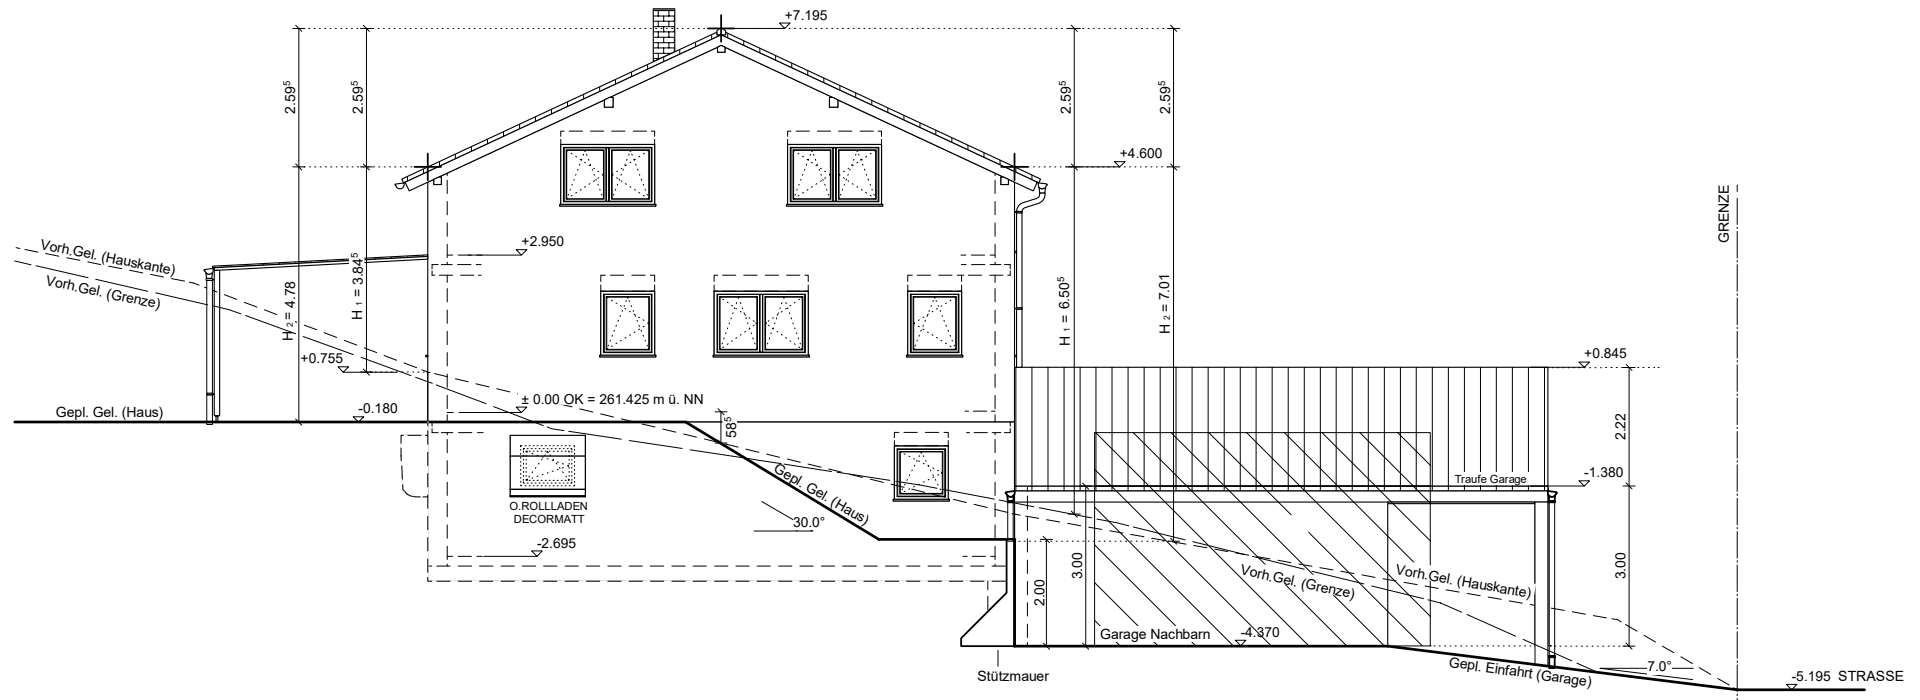 +7.195
2.59⁵
2.59⁵
2.59⁵
2.59⁵
+4.600
GRENZE
Vorh.Gel. (Hauskante)
Vorh.Gel. (Grenze)
+2.950
H ₂ = 4.78
H ₁ = 3.84⁵
H ₁ = 6.50⁵
H ₂ = 7.01
+0.755
+0.845
± 0.00 OK = 261.425 m ü. NN
Gepl. Gel. (Haus)
-0.180
58⁵
2.22
Gepl. Gel. (Haus)
Traufe Garage
-1.380
O.ROLLLADEN
DECORMATT
30.0°
-2.695
2.00
3.00
3.00
Vorh.Gel. (Grenze)
Vorh.Gel. (Hauskante)
Garage Nachbarn
-4.370
Stützmauer
Gepl. Einfahrt (Garage)
7.0°
-5.195 STRASSE